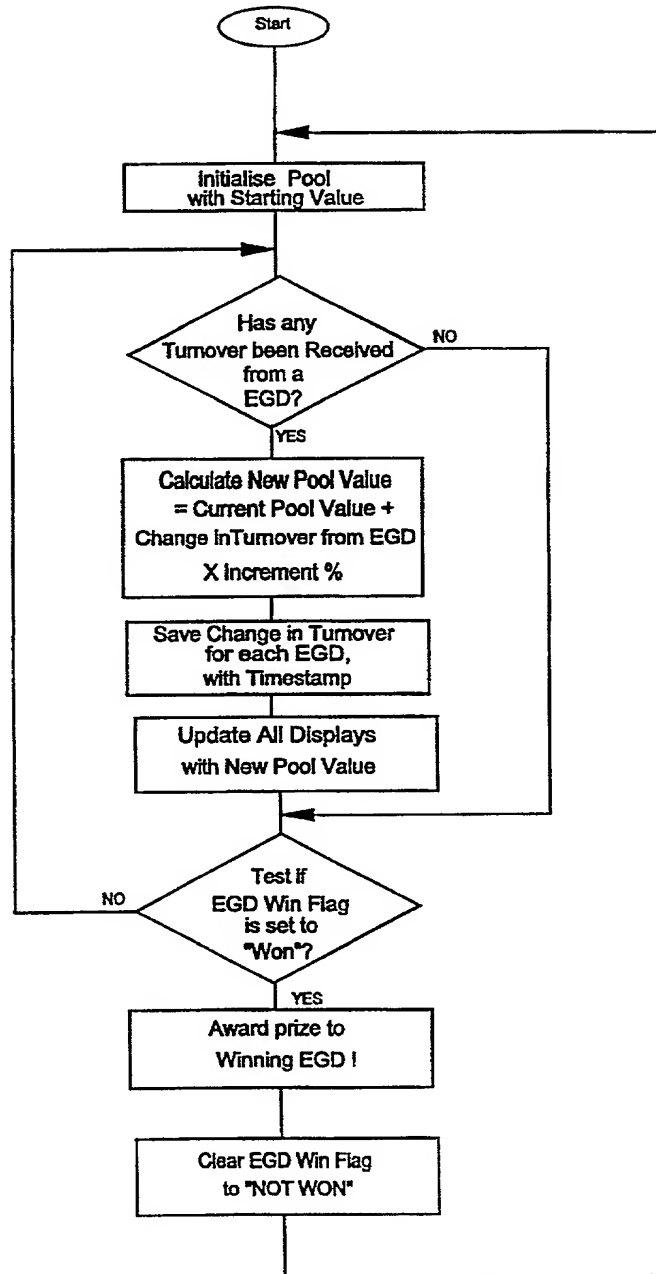 Start
Initialise Pool
with Starting Value
Has any
Turnover been Received
from a
EGD?
NO
YES
Calculate New Pool Value
= Current Pool Value +
Change inTurnover from EGD
X Increment %
Save Change in Turnover
for each EGD,
with Timestamp
Update All Displays
with New Pool Value
Test if
EGD Win Flag
is set to
"Won"?
NO
YES
Award prize to
Winning EGD !
Clear EGD Win Flag
to "NOT WON"